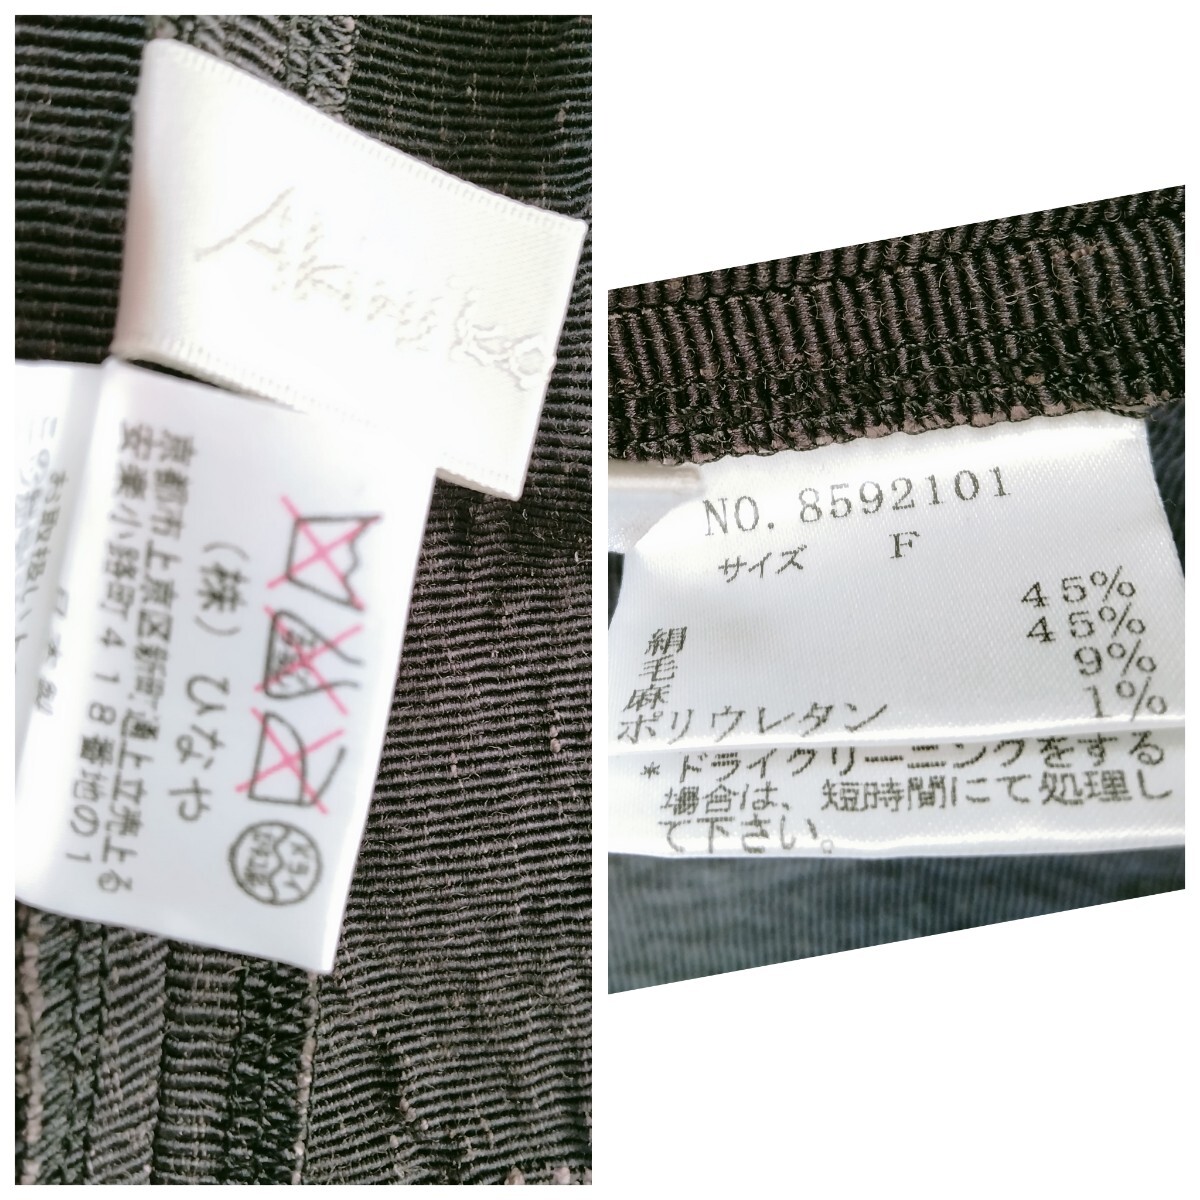 京都市上京区新町通上立売上る
安楽小路町418番地の1
(株)ひなや
日本製
NO. 8592101
サイズ F
絹 45%
毛 45%
麻 9%
ポリウレタン 1%
*ドライクリーニングをする
場合は、短時間にて処理し
て下さい。